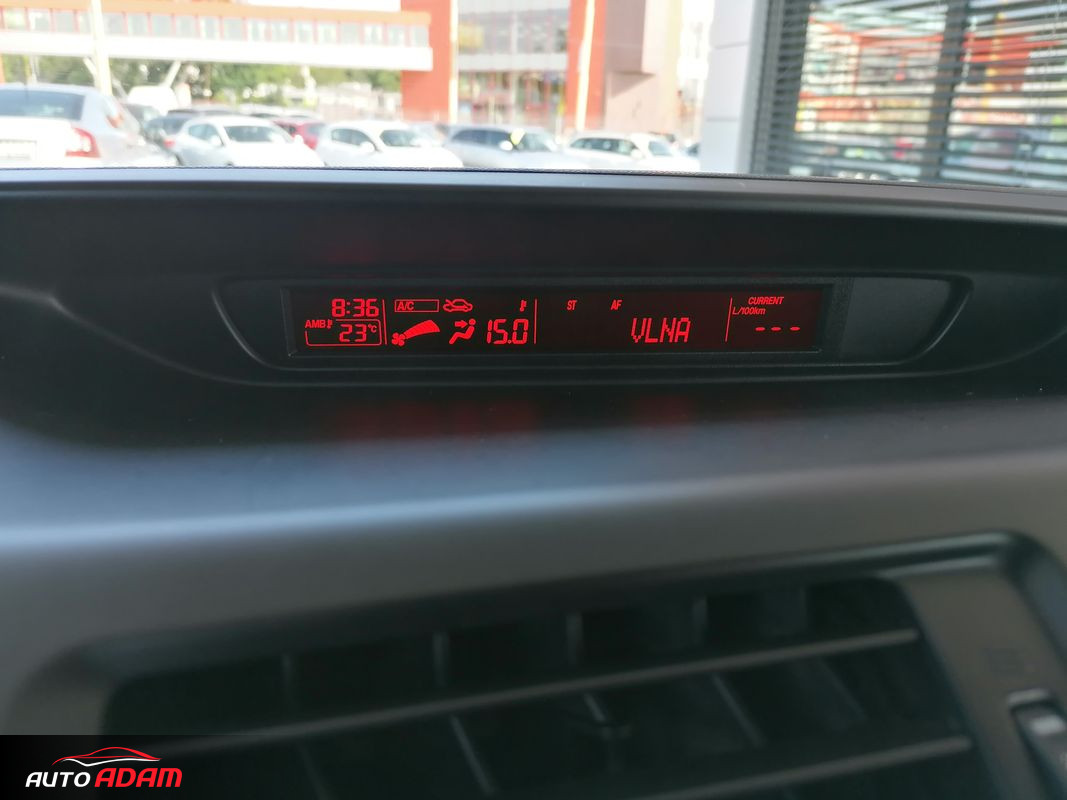 8:36
AMB 23°C
A/C
15.0
ST AF
VLNA
CURRENT
L/100km
---
AUTO ADAM